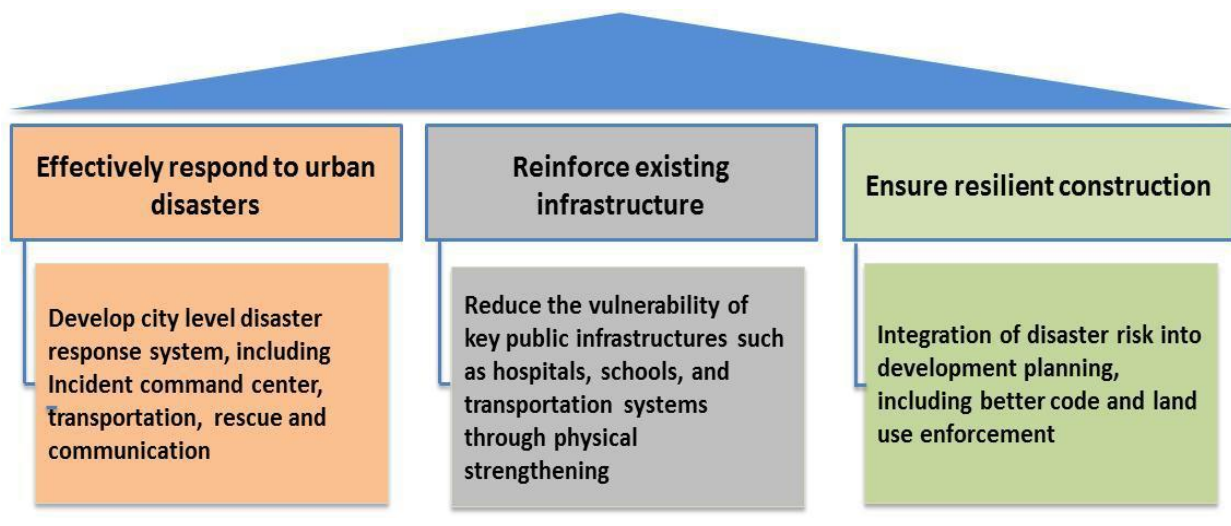 Effectively respond to urban
disasters
Develop city level disaster
response system, including
Incident command center,
transportation, rescue and
communication
Reinforce existing
infrastructure
Reduce the vulnerability of
key public infrastructures such
as hospitals, schools, and
transportation systems
through physical
strengthening
Ensure resilient construction
Integration of disaster risk into
development planning,
including better code and land
use enforcement